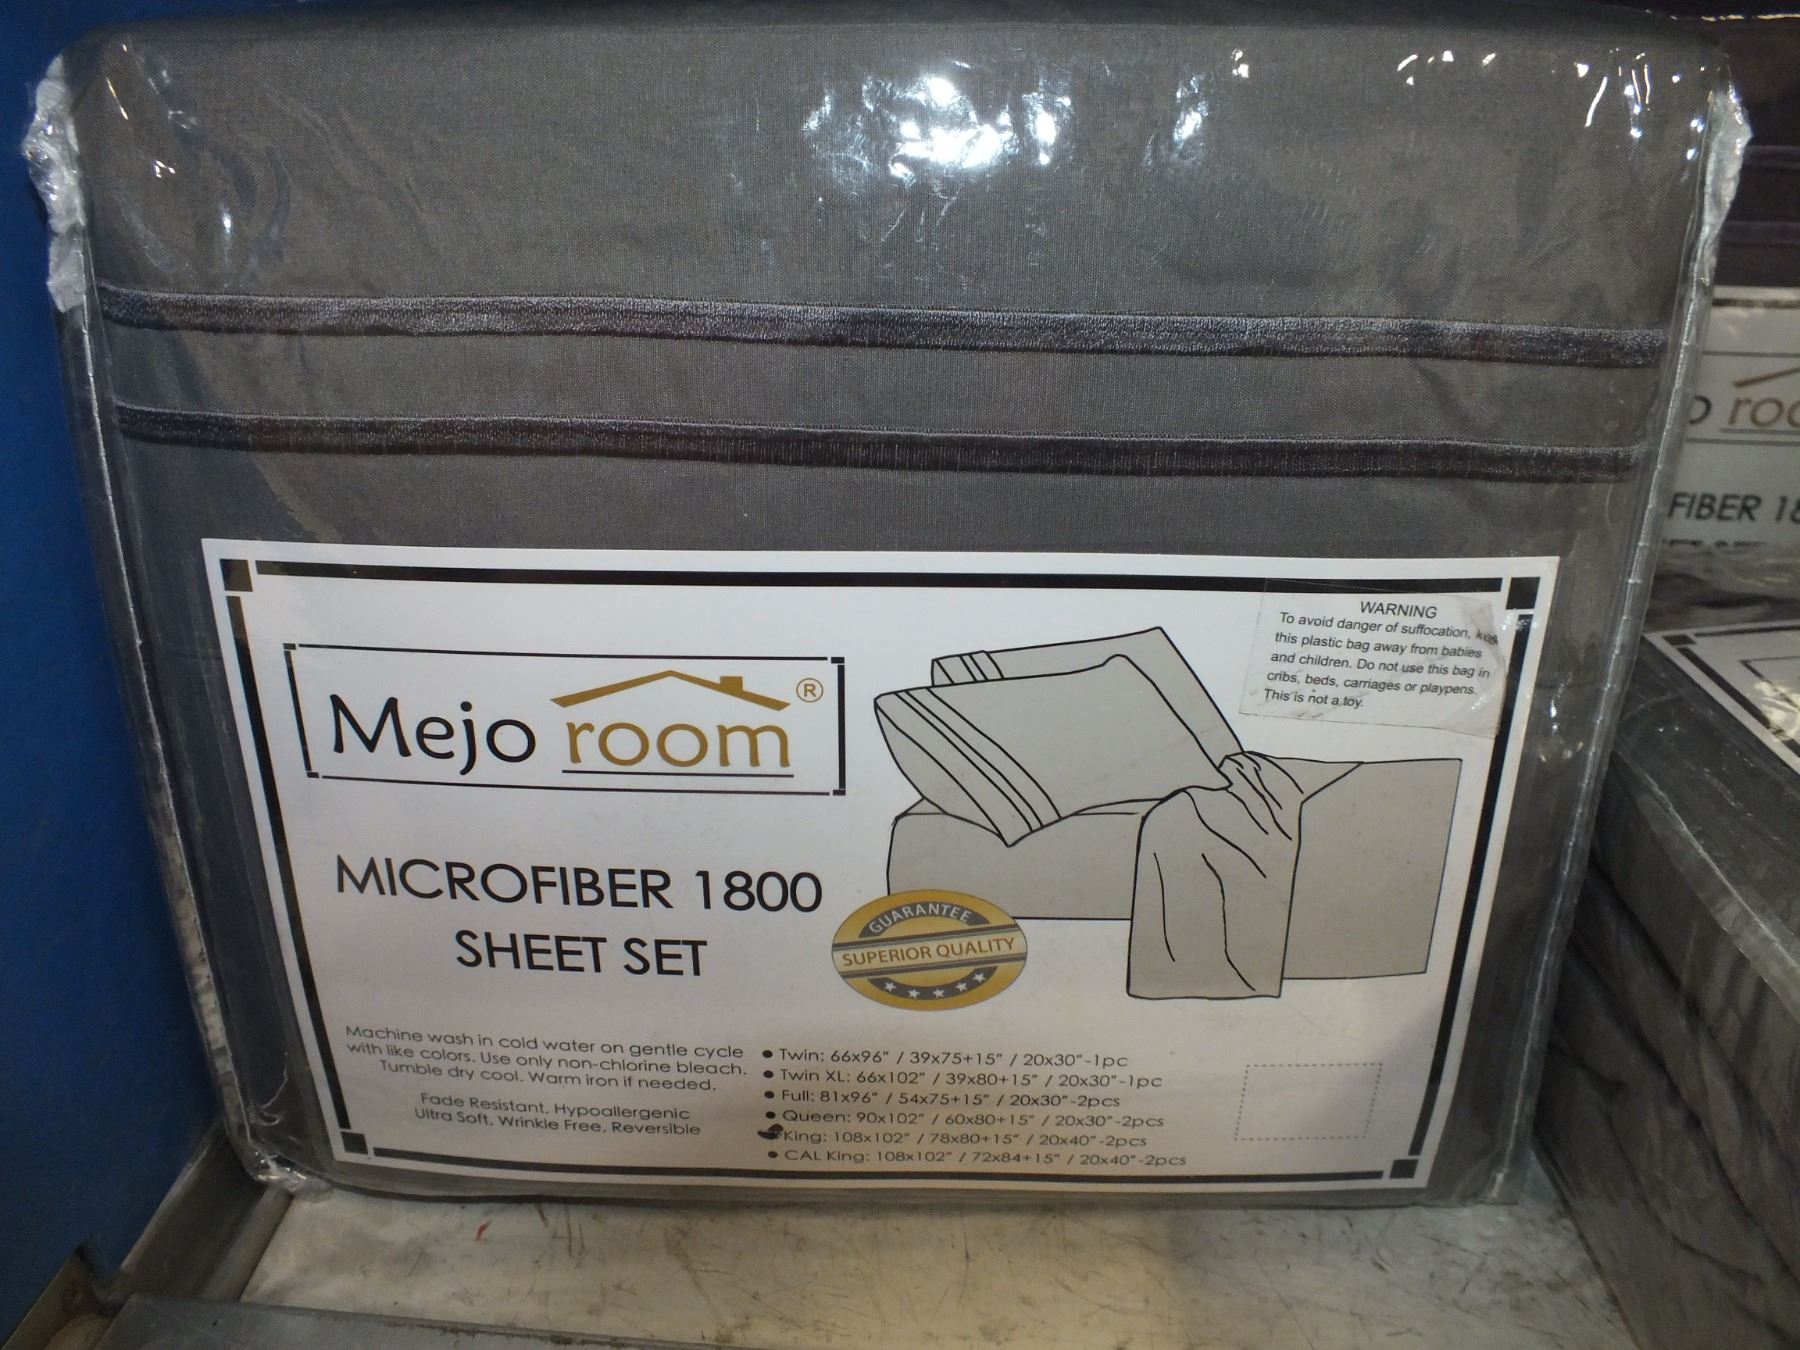 WARNING
To avoid danger of suffocation,
this plastic bag away from babies
and children. Do not use this bag in
cribs, beds, carriages or playpens.
This is not a toy.
Mejo room®
MICROFIBER 1800
SHEET SET
GUARANTEE
SUPERIOR QUALITY
Machine wash in cold water on gentle cycle
with like colors. Use only non-chlorine bleach.
Tumble dry cool. Warm iron if needed.
Fade Resistant, Hypoallergenic
Ultra Soft, Wrinkle Free, Reversible
• Twin: 66x96" / 39x75+15" / 20x30"-1pc
• Twin XL: 66x102" / 39x80+15" / 20x30"-1pc
• Full: 81x96" / 54x75+15" / 20x30"-2pcs
• Queen: 90x102" / 60x80+15" / 20x30"-2pcs
King: 108x102" / 78x80+15" / 20x40"-2pcs
• CAL King: 108x102" / 72x84+15" / 20x40"-2pcs
o roo
FIBER 18